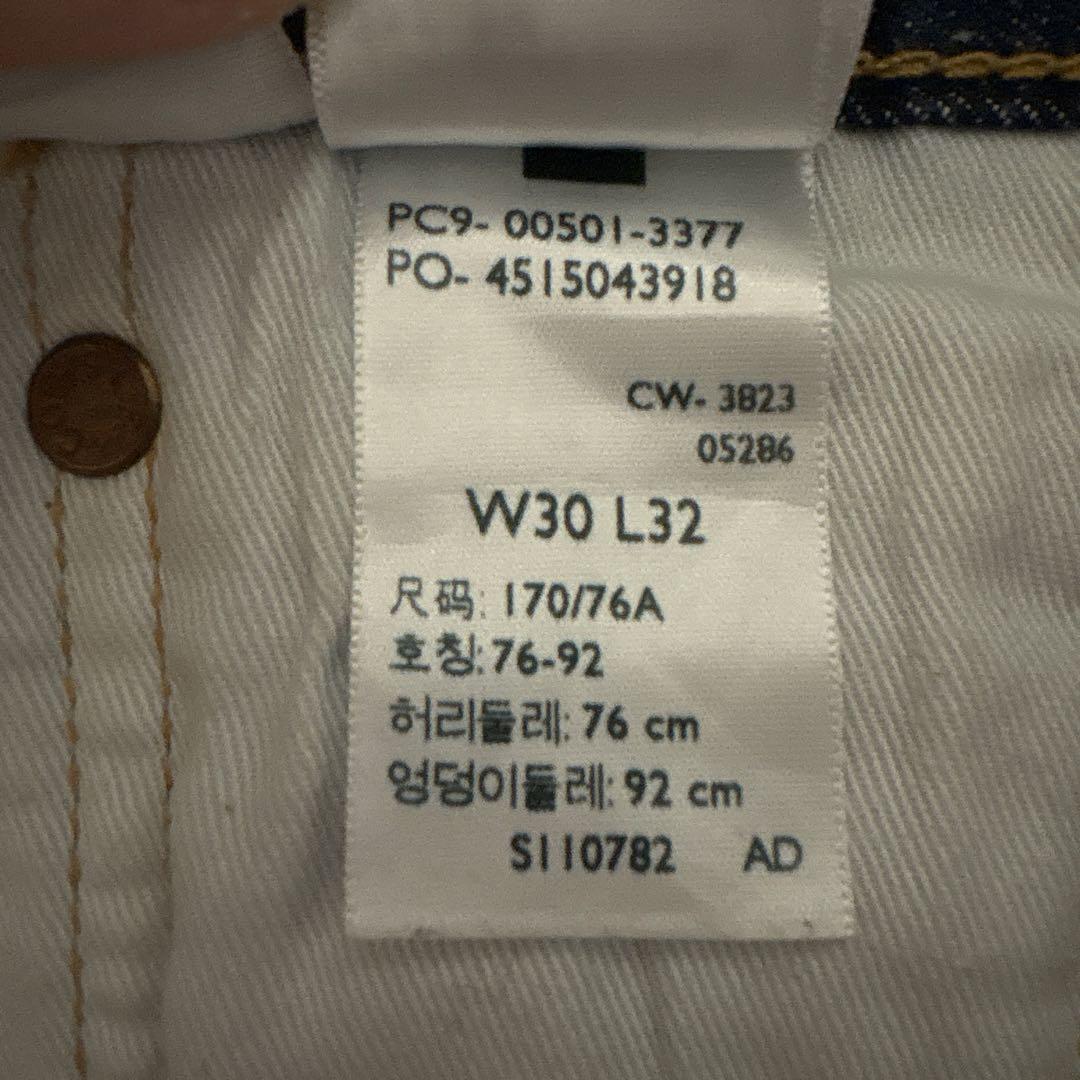 PC9- 00501-3377
PO- 4515043918
CW- 3823
05286
W30 L32
尺码: 170/76A
호칭: 76-92
허리둘레: 76 cm
엉덩이둘레: 92 cm
S110782 AD